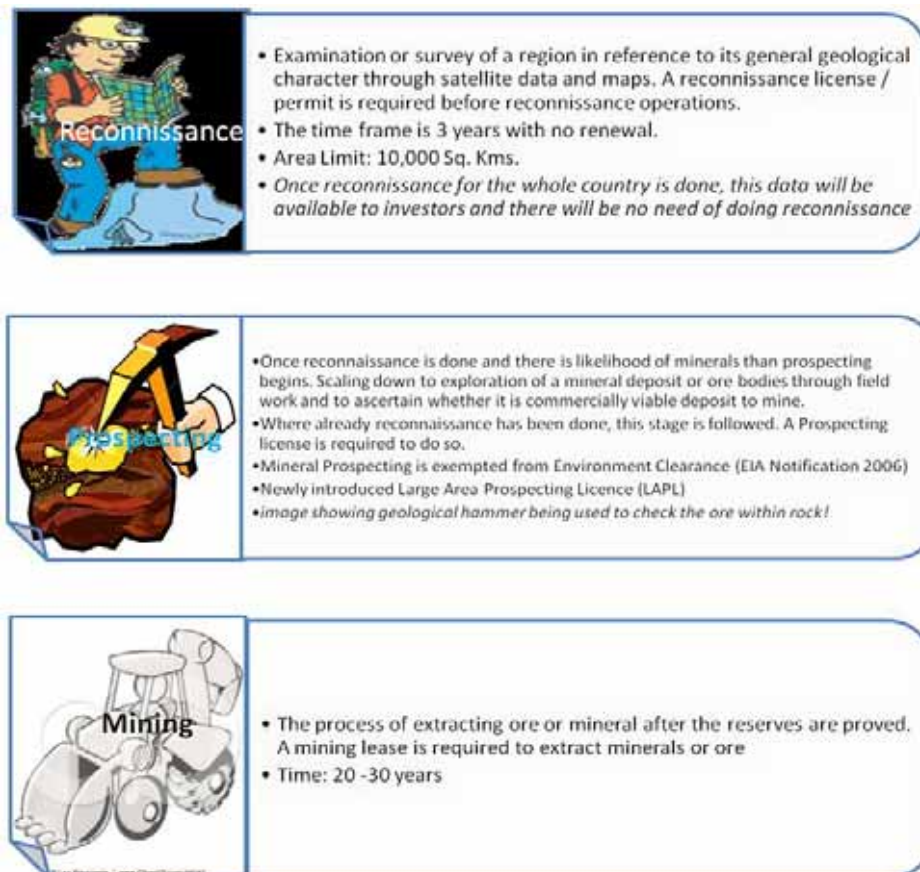 Reconnissance
• Examination or survey of a region in reference to its general geological
character through satellite data and maps. A reconnissance license /
permit is required before reconnissance operations.
• The time frame is 3 years with no renewal.
• Area Limit: 10,000 Sq. Kms.
• Once reconnissance for the whole country is done, this data will be
available to investors and there will be no need of doing reconnissance
Prospecting
•Once reconnaissance is done and there is likelihood of minerals than prospecting
begins. Scaling down to exploration of a mineral deposit or ore bodies through field
work and to ascertain whether it is commercially viable deposit to mine.
•Where already reconnaissance has been done, this stage is followed. A Prospecting
license is required to do so.
•Mineral Prospecting is exempted from Environment Clearance (EIA Notification 2006)
•Newly introduced Large Area Prospecting Licence (LAPL)
•image showing geological hammer being used to check the ore within rock!
Mining
• The process of extracting ore or mineral after the reserves are proved.
A mining lease is required to extract minerals or ore
• Time: 20 -30 years